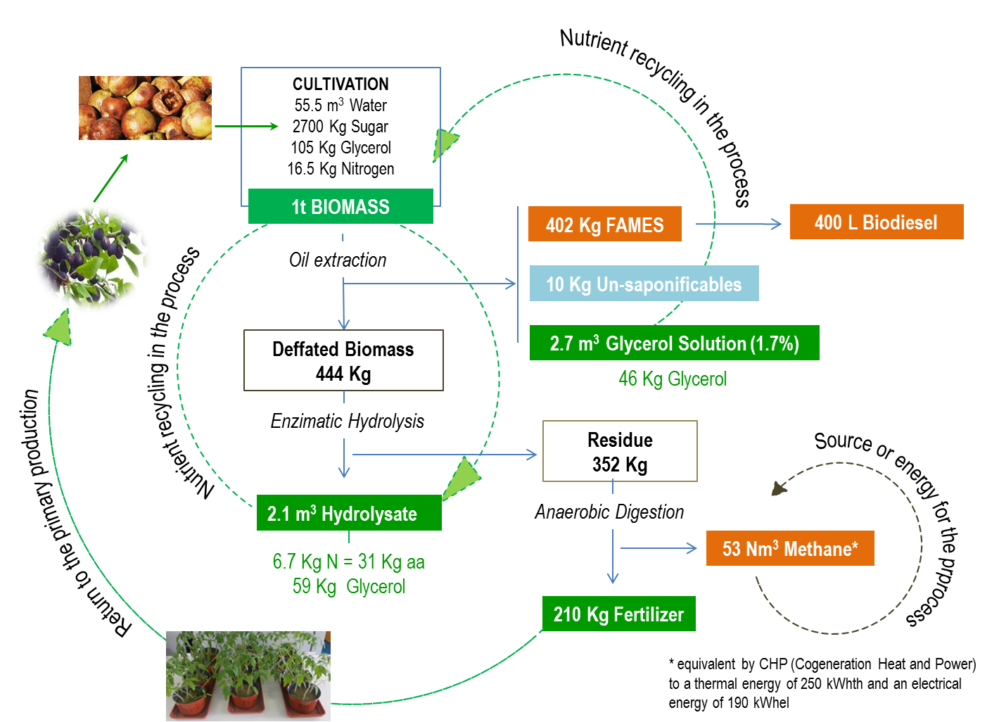 Nutrient recycling in the process
CULTIVATION
55.5 m³ Water
2700 Kg Sugar
105 Kg Glycerol
16.5 Kg Nitrogen
1t BIOMASS
402 Kg FAMES
400 L Biodiesel
Oil extraction
10 Kg Un-saponificables
Nutrient recycling in the process
2.7 m³ Glycerol Solution (1.7%)
46 Kg Glycerol
Deffated Biomass
444 Kg
Enzimatic Hydrolysis
Residue
352 Kg
Source or energy for the prprocess
Return to the primary production
2.1 m³ Hydrolysate
Anaerobic Digestion
6.7 Kg N = 31 Kg aa
59 Kg Glycerol
53 Nm³ Methane*
210 Kg Fertilizer
* equivalent by CHP (Cogeneration Heat and Power)
to a thermal energy of 250 kWhth and an electrical
energy of 190 kWhel